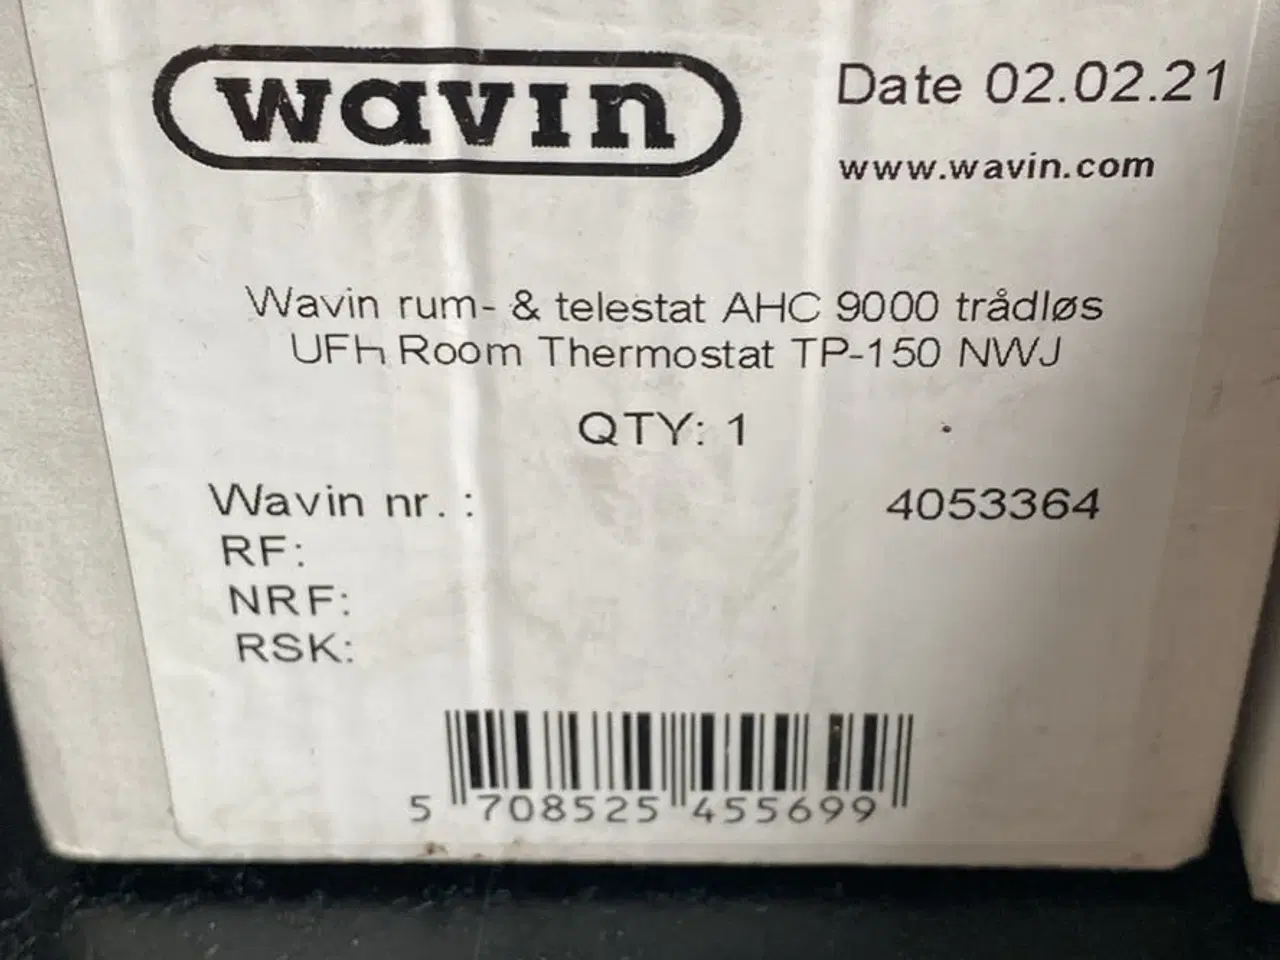 wavin
Date 02.02.21
www.wavin.com
Wavin rum- & telestat AHC 9000 trådløs
UFh Room Thermostat TP-150 NWJ
QTY: 1
Wavin nr. : 4053364
RF:
NRF:
RSK:
5 708525 455699